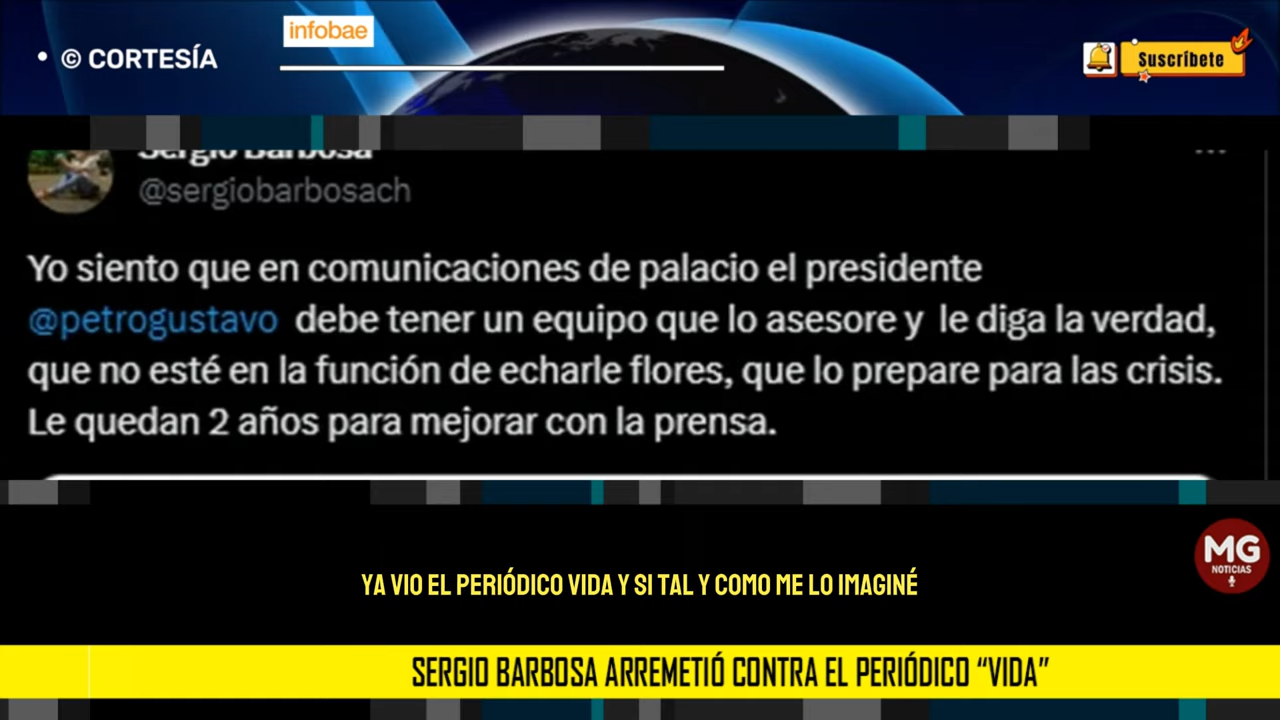 infobae
• © CORTESÍA
Suscríbete
Sergio Barbosa
@sergiobarbosach
Yo siento que en comunicaciones de palacio el presidente
@petrogustavo debe tener un equipo que lo asesore y le diga la verdad,
que no esté en la función de echarle flores, que lo prepare para las crisis.
Le quedan 2 años para mejorar con la prensa.
MG
NOTICIAS
YA VIO EL PERIÓDICO VIDA Y SI TAL Y COMO ME LO IMAGINÉ
SERGIO BARBOSA ARREMETIÓ CONTRA EL PERIÓDICO “VIDA”